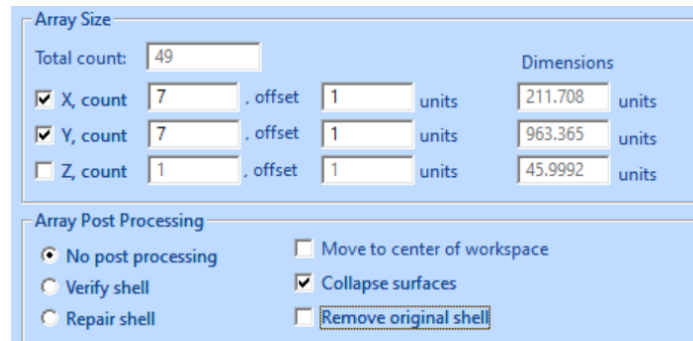 Array Size
Total count: 49 Dimensions
X, count 7 , offset 1 units 211.708 units
Y, count 7 , offset 1 units 963.365 units
Z, count 1 , offset 1 units 45.9992 units
Array Post Processing
No post processing Move to center of workspace
Verify shell Collapse surfaces
Repair shell Remove original shell